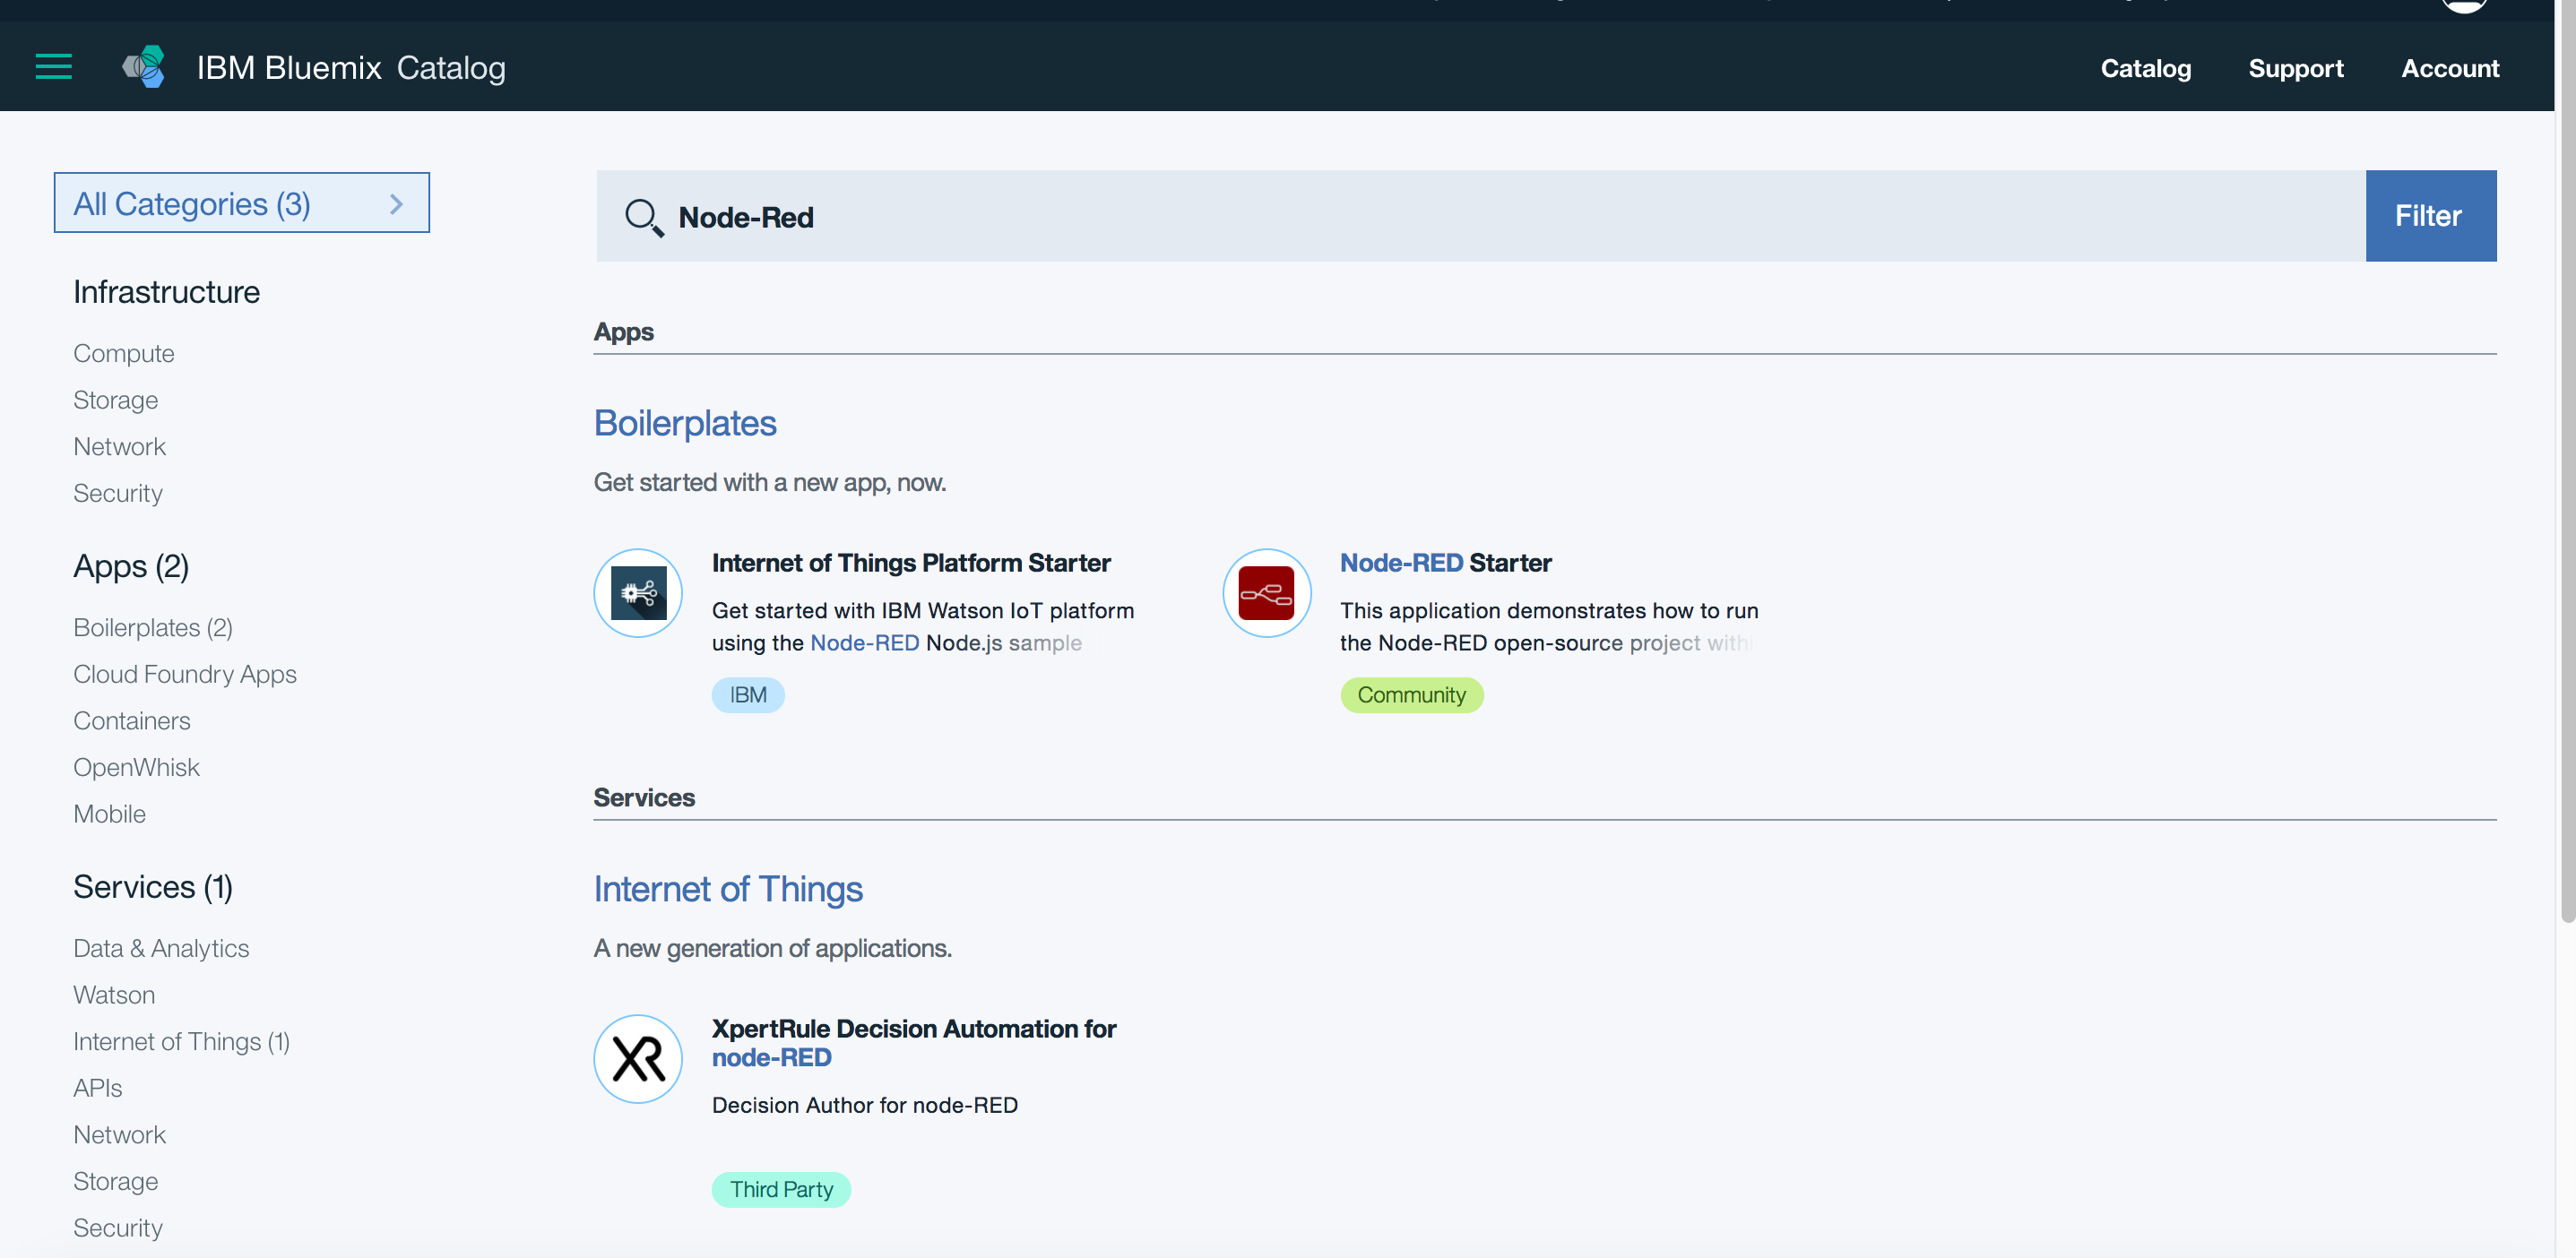 IBM Bluemix Catalog
Catalog Support Account
All Categories (3)
Infrastructure
Compute
Storage
Network
Security
Apps (2)
Boilerplates (2)
Cloud Foundry Apps
Containers
OpenWhisk
Mobile
Services (1)
Data & Analytics
Watson
Internet of Things (1)
APIs
Network
Storage
Security
Node-Red
Filter
Apps
Boilerplates
Get started with a new app, now.
Internet of Things Platform Starter
Get started with IBM Watson IoT platform
using the Node-RED Node.js sample
IBM
Node-RED Starter
This application demonstrates how to run
the Node-RED open-source project withi
Community
Services
Internet of Things
A new generation of applications.
XR
XpertRule Decision Automation for
node-RED
Decision Author for node-RED
Third Party